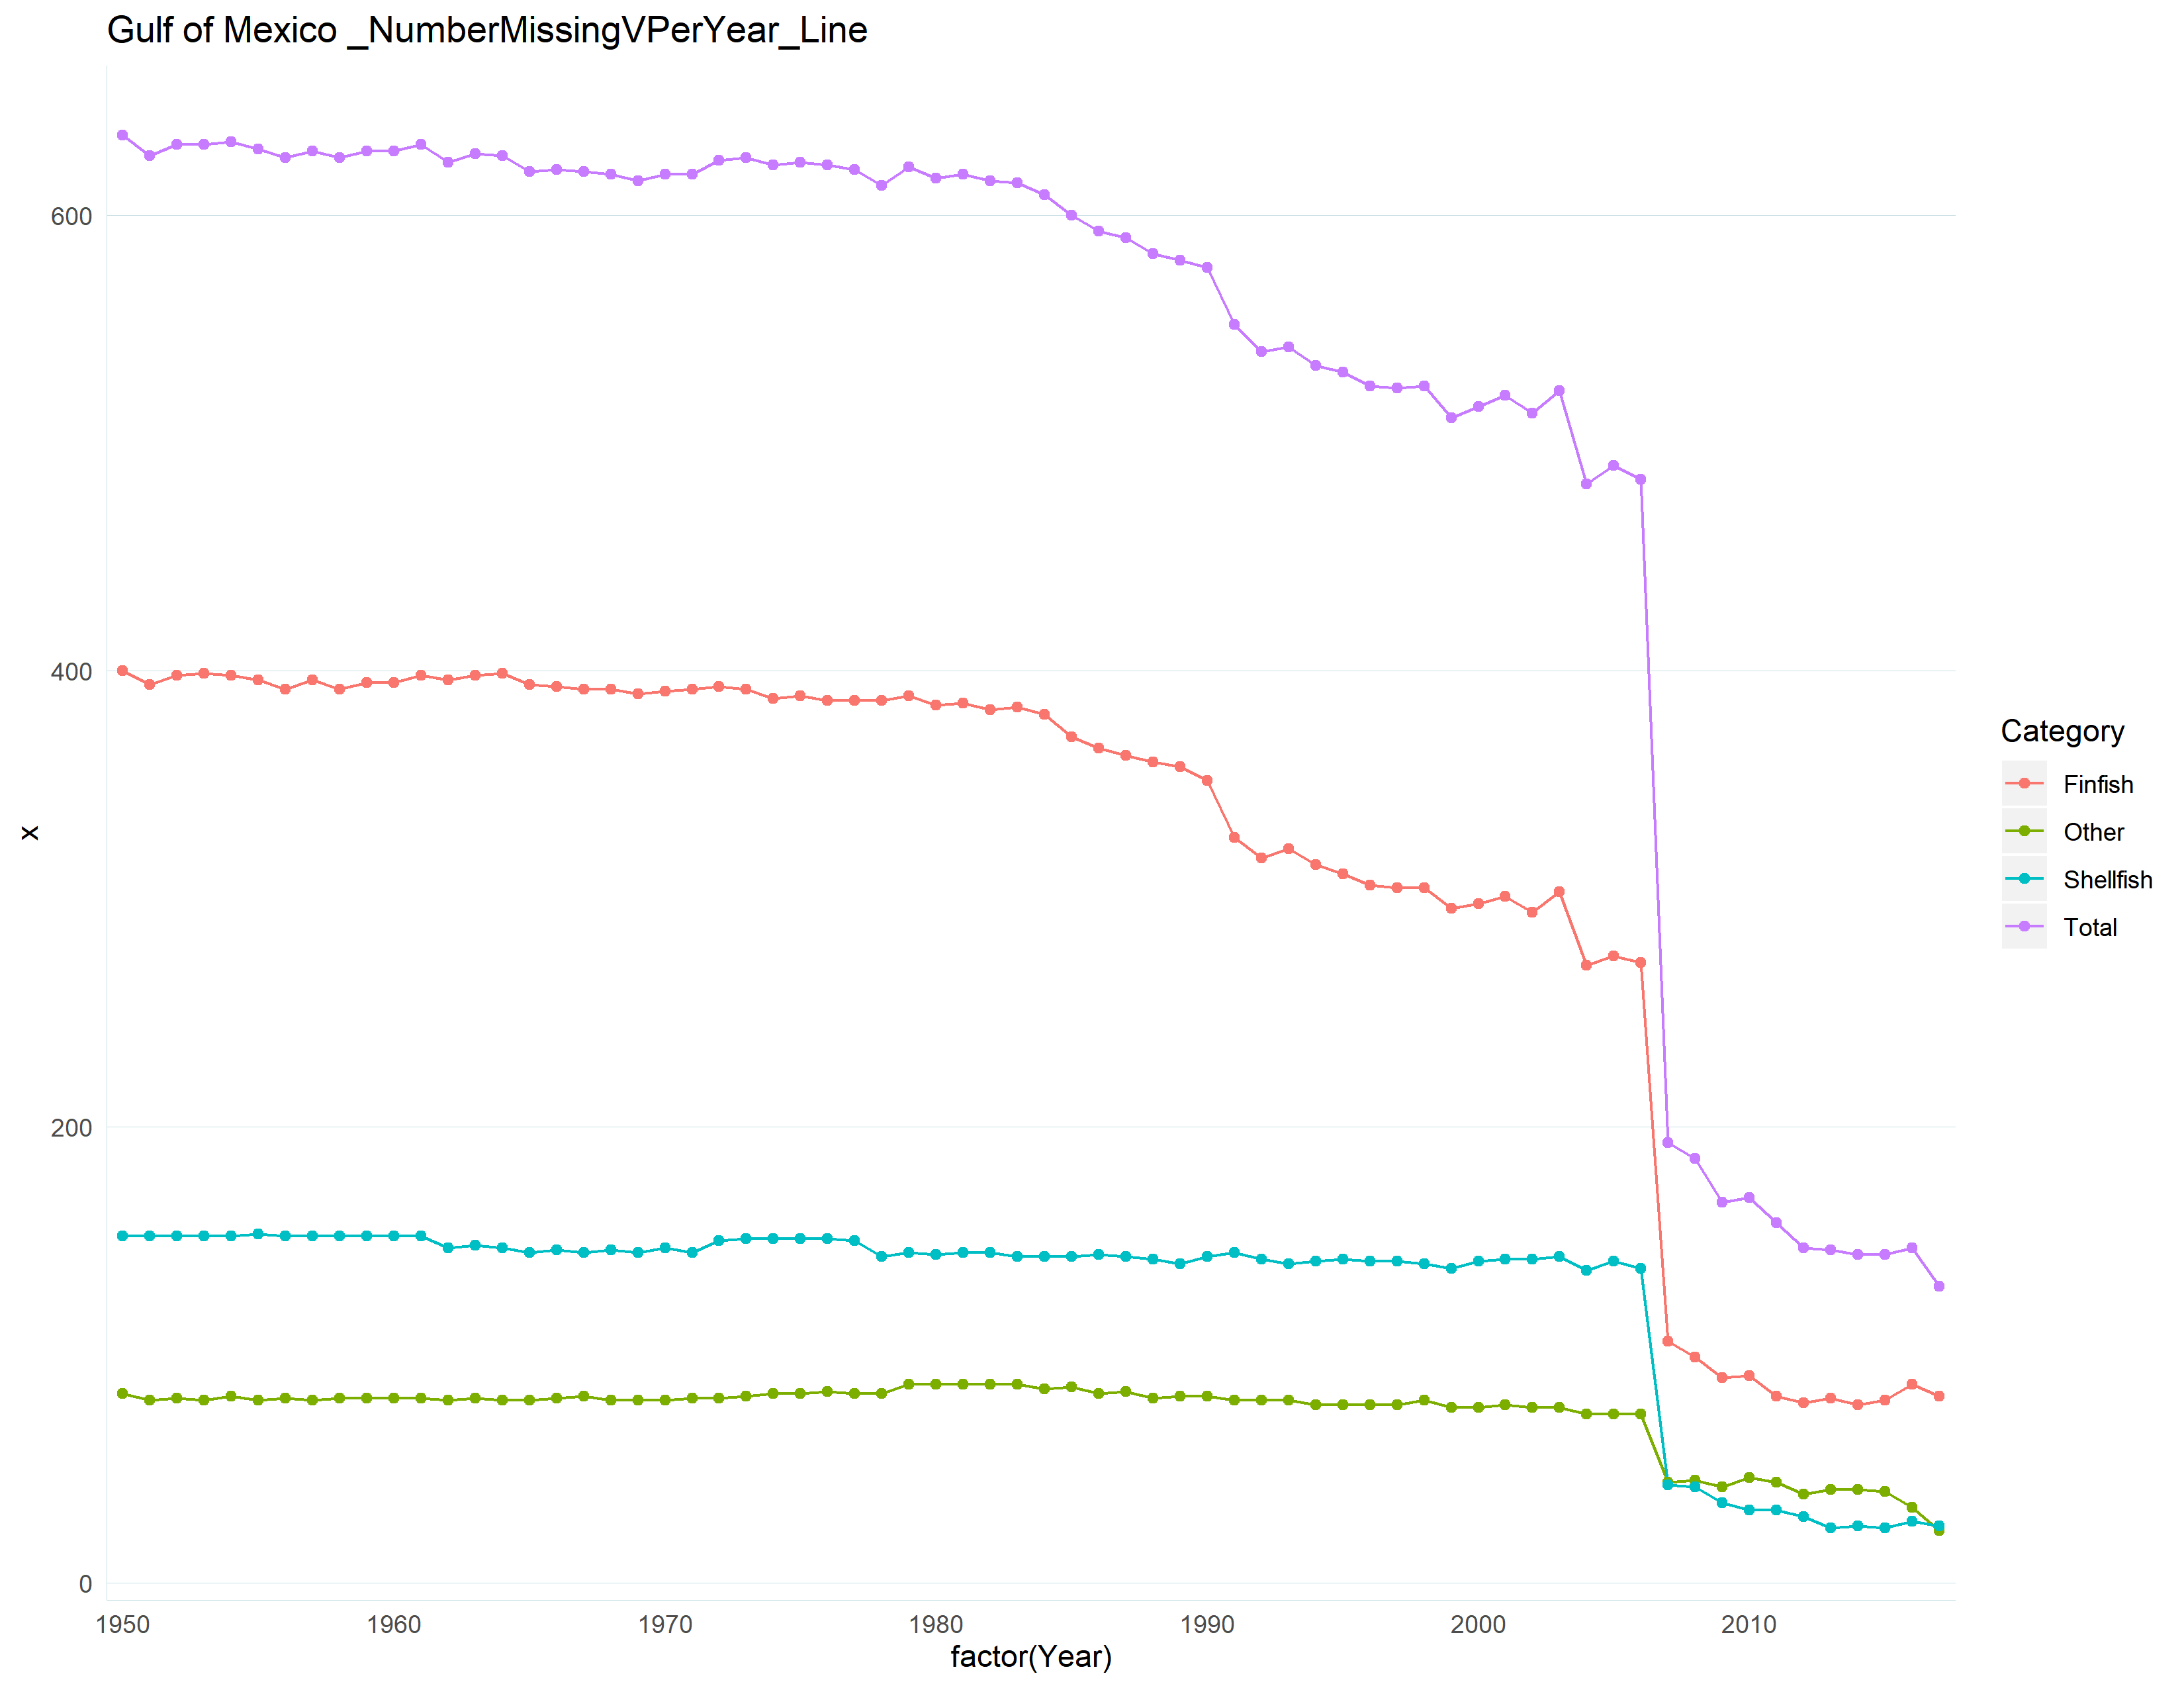 Gulf of Mexico _NumberMissingVPerYear_Line
600
400
200
0
x
1950 1960 1970 1980 1990 2000 2010
factor(Year)
Category
Finfish
Other
Shellfish
Total